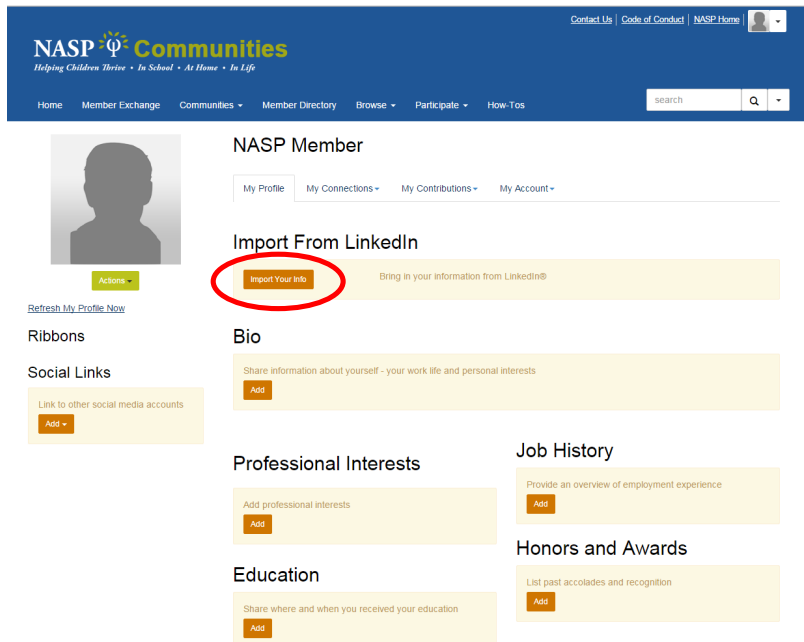 Contact Us | Code of Conduct | NASP Home |
NASP Ψ Communities
Helping Children Thrive • In School • At Home • In Life
Home Member Exchange Communities Member Directory Browse Participate How-Tos search
NASP Member
My Profile My Connections My Contributions My Account
Import From LinkedIn
Import Your Info Bring in your information from LinkedIn®
Actions
Refresh My Profile Now
Ribbons
Social Links
Link to other social media accounts
Add
Bio
Share information about yourself - your work life and personal interests
Add
Professional Interests
Add professional interests
Add
Education
Share where and when you received your education
Add
Job History
Provide an overview of employment experience
Add
Honors and Awards
List past accolades and recognition
Add